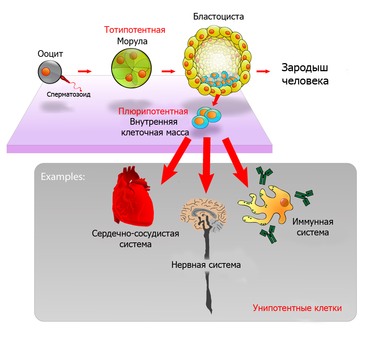 Бластоциста
Тотипотентная
Морула
Ооцит
Зародыш
человека
Сперматозоид
Плюрипотентная
Внутренняя
клеточная масса
Examples:
Сердечно-сосудистая
система
Нервная система
Иммунная
система
Унипотентные клетки